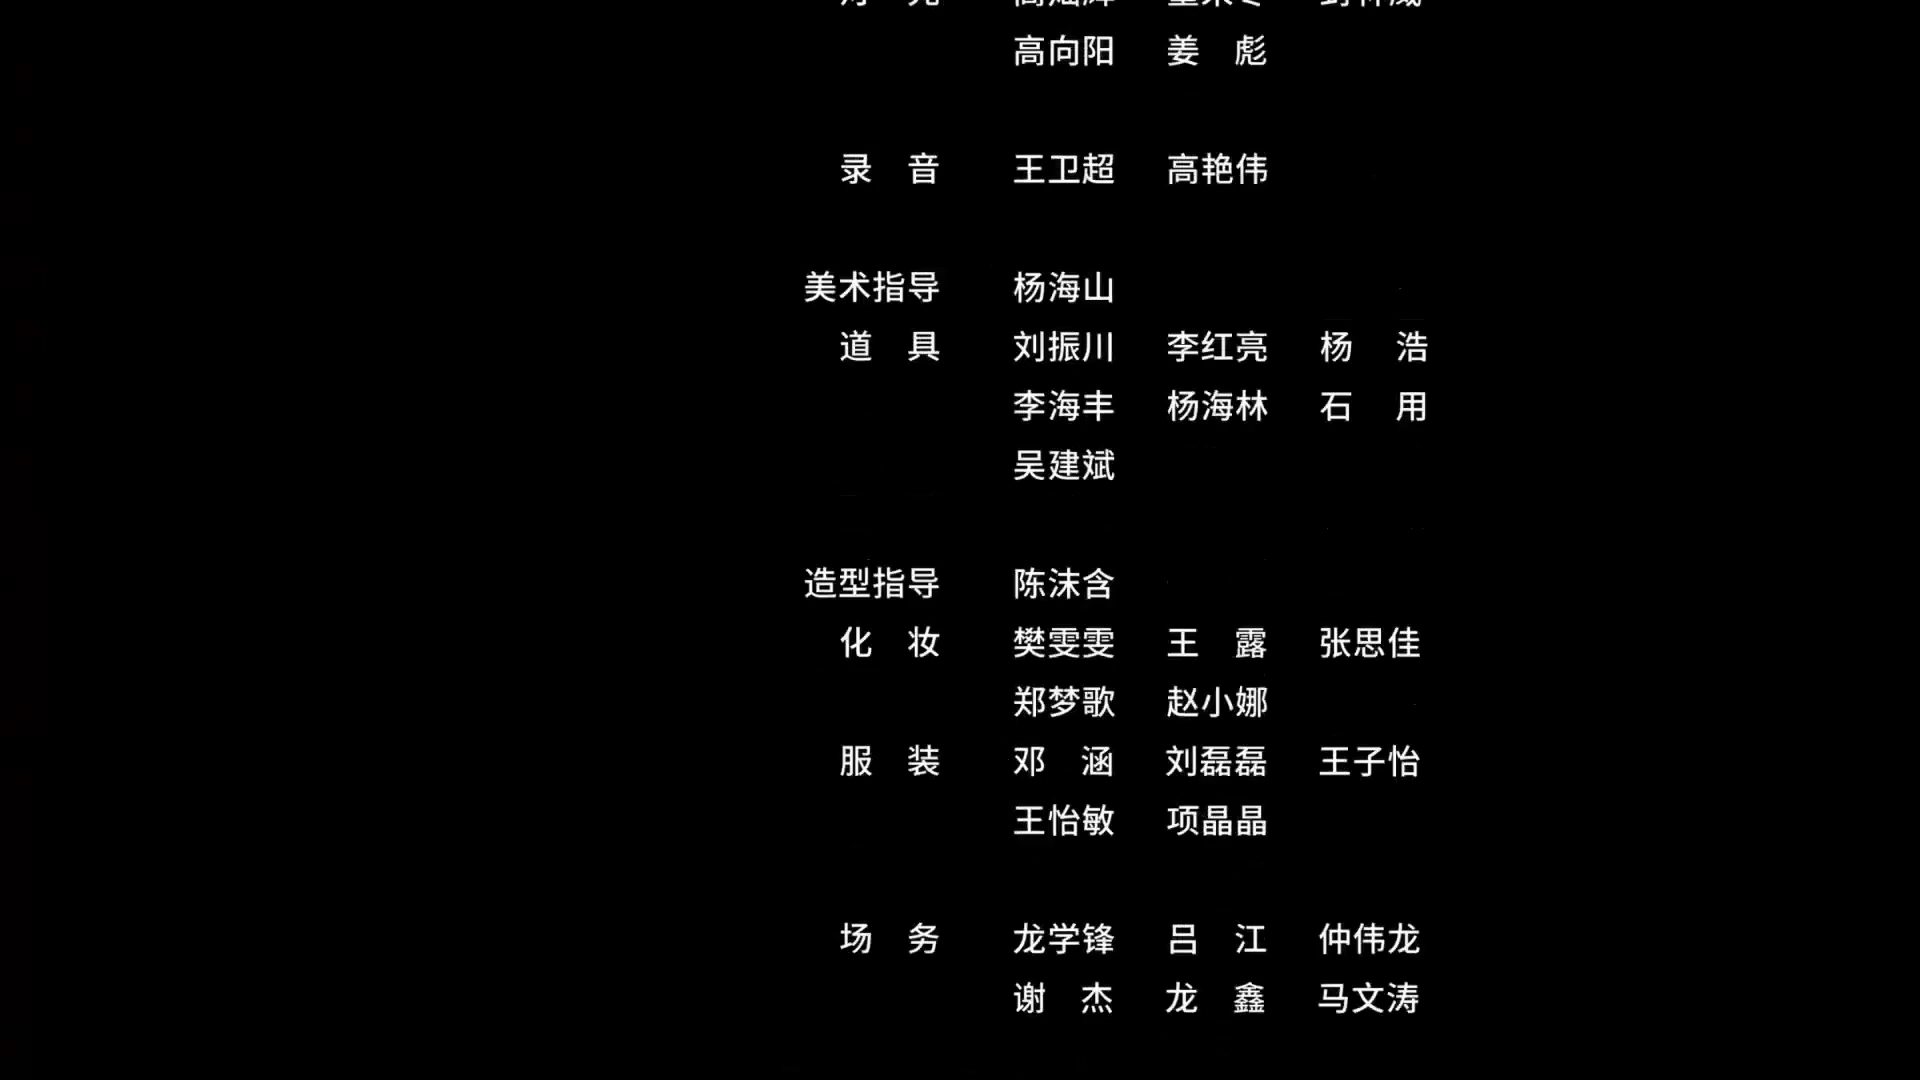 高向阳 姜 彪
录 音 王卫超 高艳伟
美术指导 杨海山
道 具 刘振川 李红亮 杨 浩
李海丰 杨海林 石 用
吴建斌
造型指导 陈沫含
化 妆 樊雯雯 王 露 张思佳
郑梦歌 赵小娜
服 装 邓 涵 刘磊磊 王子怡
王怡敏 项晶晶
场 务 龙学锋 吕 江 仲伟龙
谢 杰 龙 鑫 马文涛